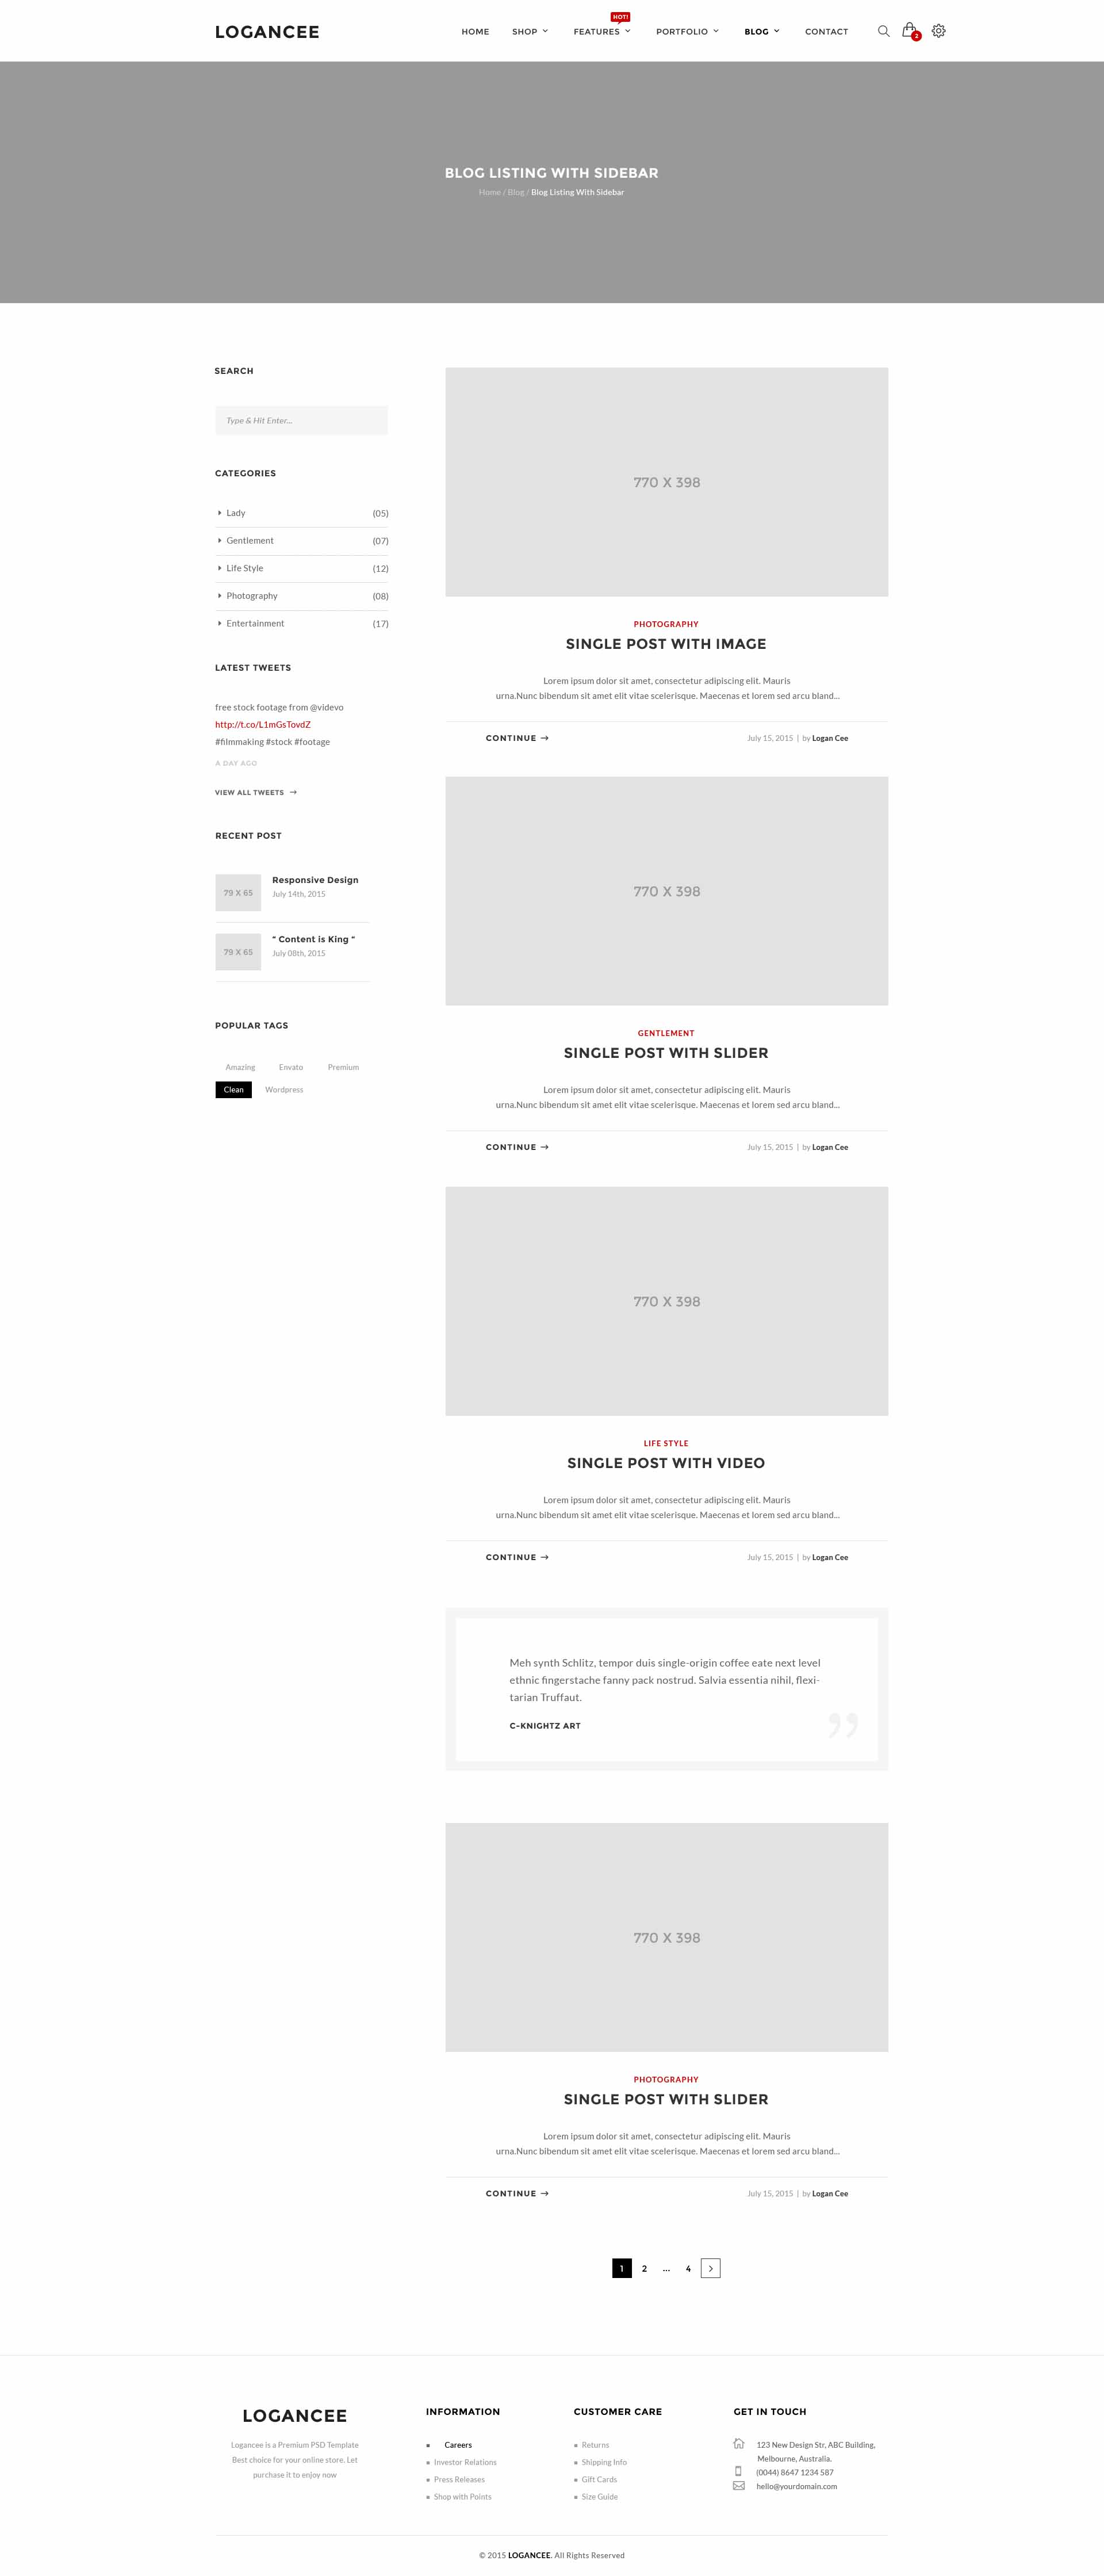 LOGANCEE
HOME
SHOP
HOT!
FEATURES
PORTFOLIO
BLOG
CONTACT
2
BLOG LISTING WITH SIDEBAR
Home / Blog / Blog Listing With Sidebar
SEARCH
Type & Hit Enter...
CATEGORIES
Lady (05)
Gentlement (07)
Life Style (12)
Photography (08)
Entertainment (17)
LATEST TWEETS
free stock footage from @videvo
http://t.co/L1mGsTovdZ
#filmmaking #stock #footage
A DAY AGO
VIEW ALL TWEETS →
RECENT POST
79 X 65
Responsive Design
July 14th, 2015
79 X 65
“ Content is King “
July 08th, 2015
POPULAR TAGS
Amazing Envato Premium
Clean Wordpress
770 X 398
PHOTOGRAPHY
SINGLE POST WITH IMAGE
Lorem ipsum dolor sit amet, consectetur adipiscing elit. Mauris
urna.Nunc bibendum sit amet elit vitae scelerisque. Maecenas et lorem sed arcu bland...
CONTINUE → July 15, 2015 | by Logan Cee
770 X 398
GENTLEMENT
SINGLE POST WITH SLIDER
Lorem ipsum dolor sit amet, consectetur adipiscing elit. Mauris
urna.Nunc bibendum sit amet elit vitae scelerisque. Maecenas et lorem sed arcu bland...
CONTINUE → July 15, 2015 | by Logan Cee
770 X 398
LIFE STYLE
SINGLE POST WITH VIDEO
Lorem ipsum dolor sit amet, consectetur adipiscing elit. Mauris
urna.Nunc bibendum sit amet elit vitae scelerisque. Maecenas et lorem sed arcu bland...
CONTINUE → July 15, 2015 | by Logan Cee
Meh synth Schlitz, tempor duis single-origin coffee eate next level
ethnic fingerstache fanny pack nostrud. Salvia essentia nihil, flexi-
tarian Truffaut.
C-KNIGHTZ ART
”
770 X 398
PHOTOGRAPHY
SINGLE POST WITH SLIDER
Lorem ipsum dolor sit amet, consectetur adipiscing elit. Mauris
urna.Nunc bibendum sit amet elit vitae scelerisque. Maecenas et lorem sed arcu bland...
CONTINUE → July 15, 2015 | by Logan Cee
1 2 ... 4 >
LOGANCEE
Logancee is a Premium PSD Template
Best choice for your online store. Let
purchase it to enjoy now
INFORMATION
Careers
Investor Relations
Press Releases
Shop with Points
CUSTOMER CARE
Returns
Shipping Info
Gift Cards
Size Guide
GET IN TOUCH
123 New Design Str, ABC Building,
Melbourne, Australia.
(0044) 8647 1234 587
hello@yourdomain.com
© 2015 LOGANCEE. All Rights Reserved